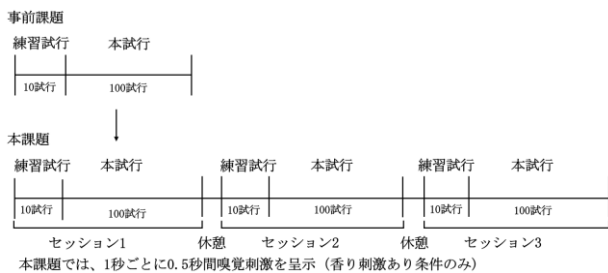 事前課題
練習試行 本試行
10試行 100試行
本課題
練習試行 本試行 練習試行 本試行 練習試行 本試行
10試行 100試行 10試行 100試行 10試行 100試行
セッション1 休憩 セッション2 休憩 セッション3
本課題では、1秒ごとに0.5秒間嗅覚刺激を呈示（香り刺激あり条件のみ）